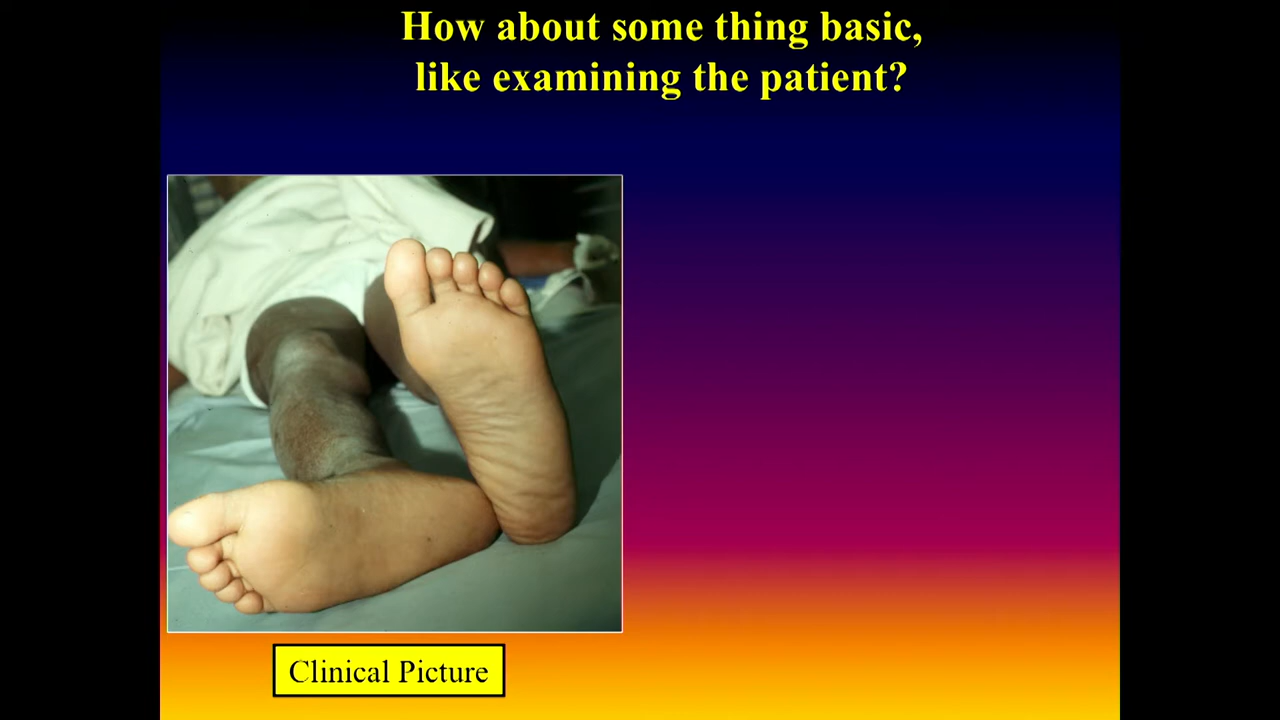 How about some thing basic,
like examining the patient?
Clinical Picture